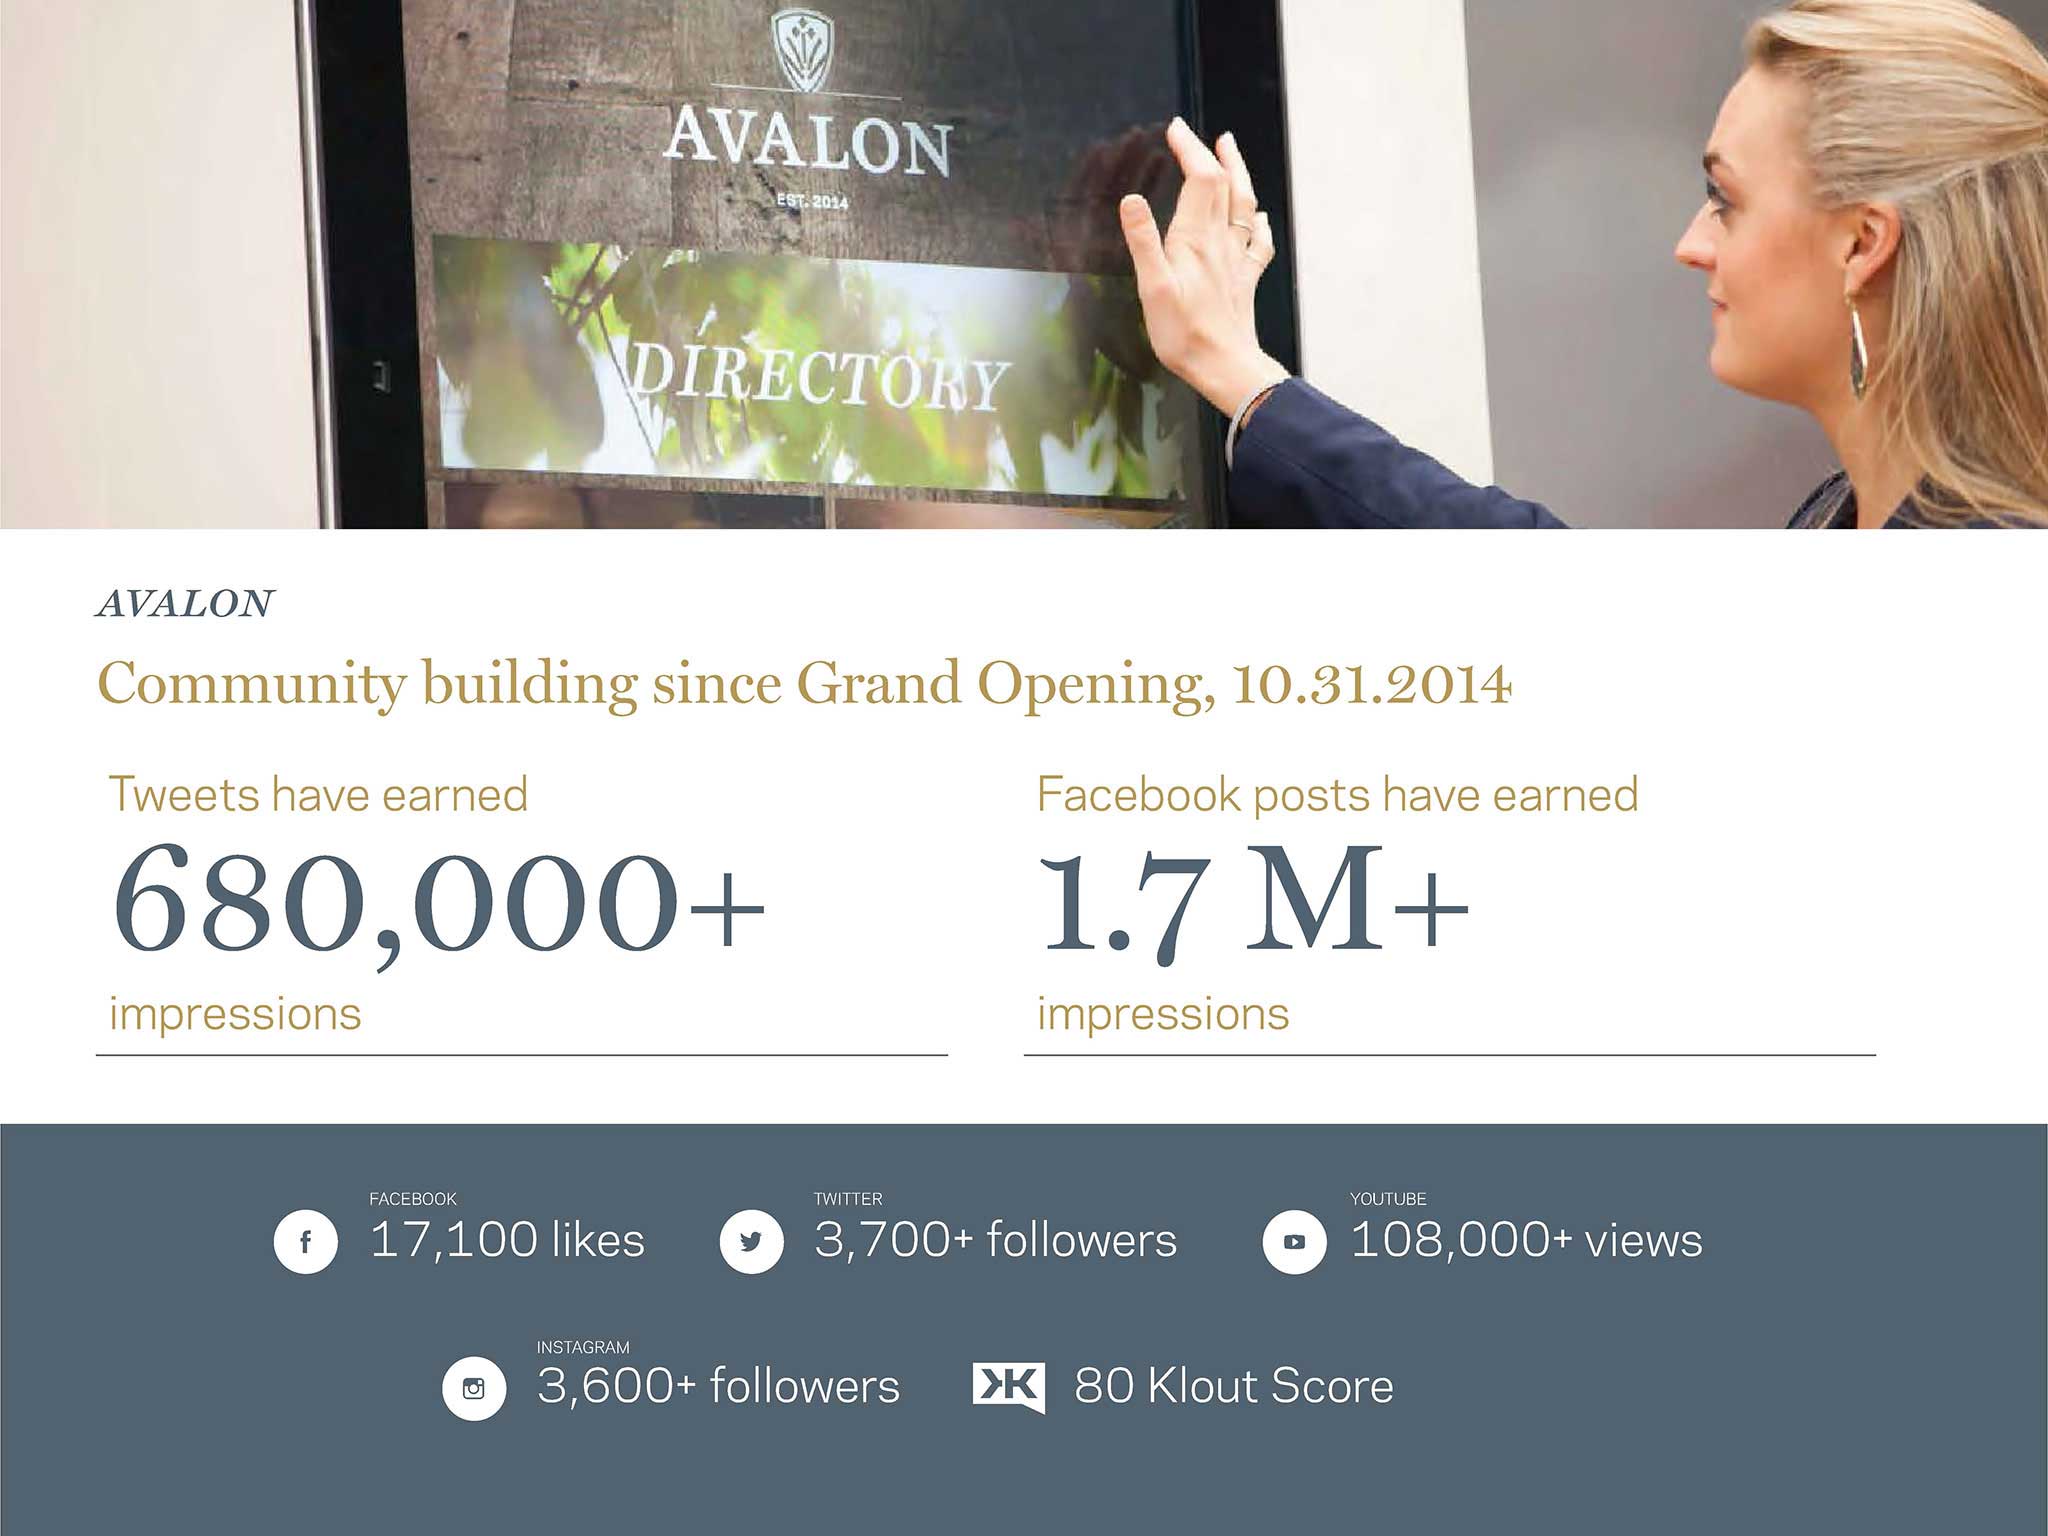 AVALON
EST. 2014
DIRECTORY
AVALON
Community building since Grand Opening, 10.31.2014
Tweets have earned
680,000+
impressions
Facebook posts have earned
1.7 M+
impressions
FACEBOOK
17,100 likes
TWITTER
3,700+ followers
YOUTUBE
108,000+ views
INSTAGRAM
3,600+ followers
80 Klout Score